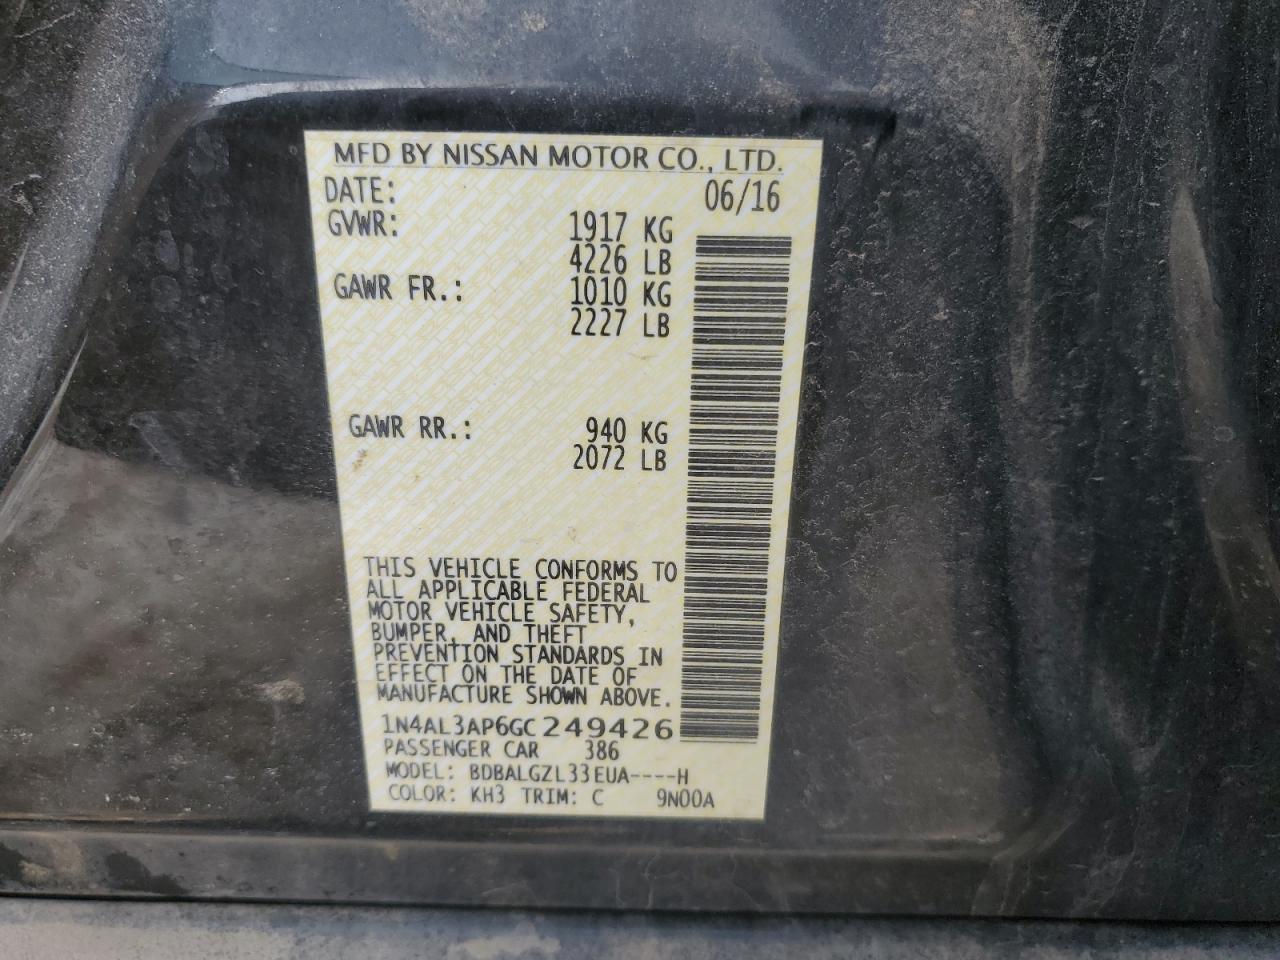 MFD BY NISSAN MOTOR CO., LTD.
DATE: 06/16
GVWR: 1917 KG
4226 LB
GAWR FR.: 1010 KG
2227 LB
GAWR RR.: 940 KG
2072 LB
THIS VEHICLE CONFORMS TO
ALL APPLICABLE FEDERAL
MOTOR VEHICLE SAFETY,
BUMPER, AND THEFT
PREVENTION STANDARDS IN
EFFECT ON THE DATE OF
MANUFACTURE SHOWN ABOVE.
1N4AL3AP6GC249426
PASSENGER CAR 386
MODEL: BDBALGZL33EUA----H
COLOR: KH3 TRIM: C 9N00A